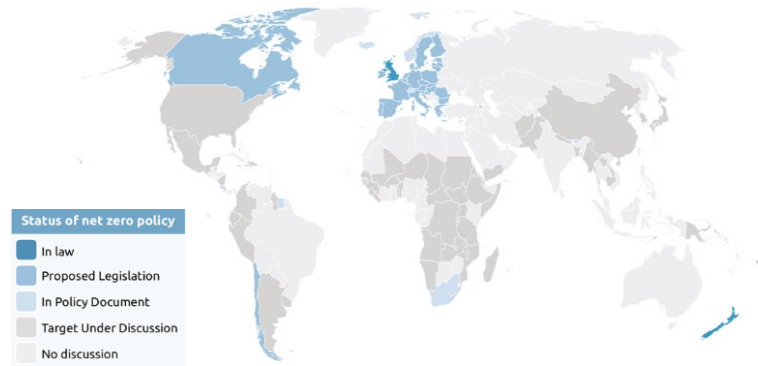 Status of net zero policy
In law
Proposed Legislation
In Policy Document
Target Under Discussion
No discussion